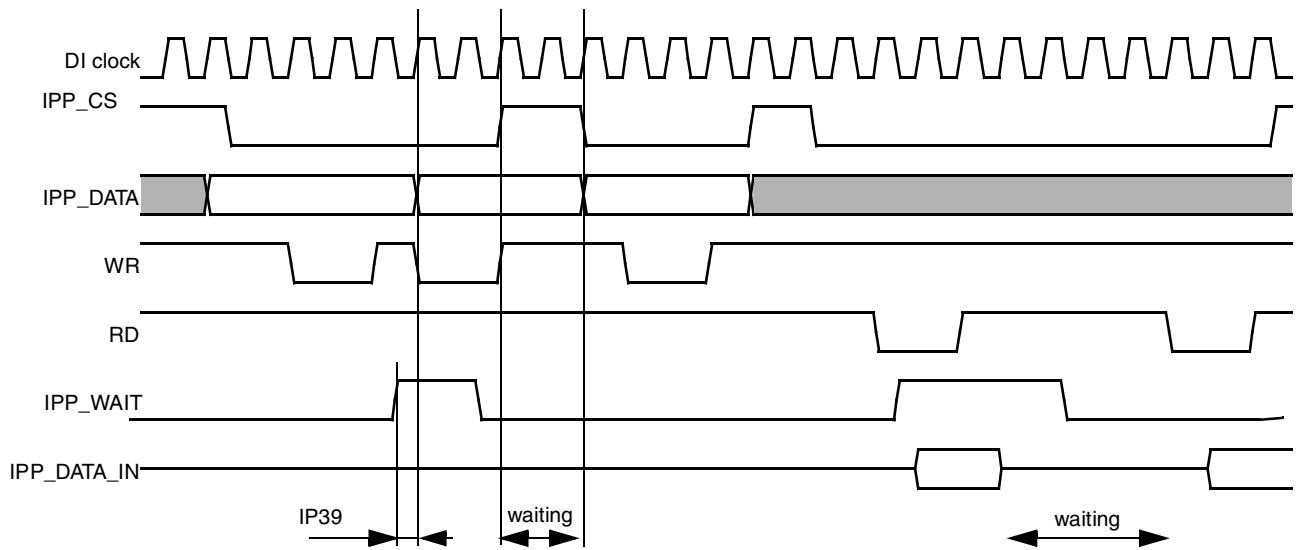 DI clock
IPP_CS
IPP_DATA
WR
RD
IPP_WAIT
IPP_DATA_IN
IP39
waiting
waiting